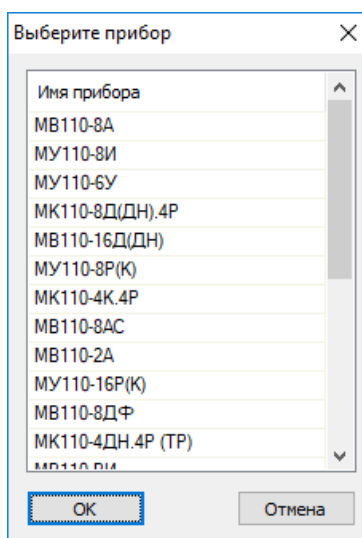 Выберите прибор
Имя прибора
МВ110-8А
МУ110-8И
МУ110-6У
МК110-8Д(ДН).4Р
МВ110-16Д(ДН)
МУ110-8Р(К)
МК110-4К.4Р
МВ110-8АС
МВ110-2А
МУ110-16Р(К)
МВ110-8ДФ
МК110-4ДН.4Р (ТР)
ОК
Отмена